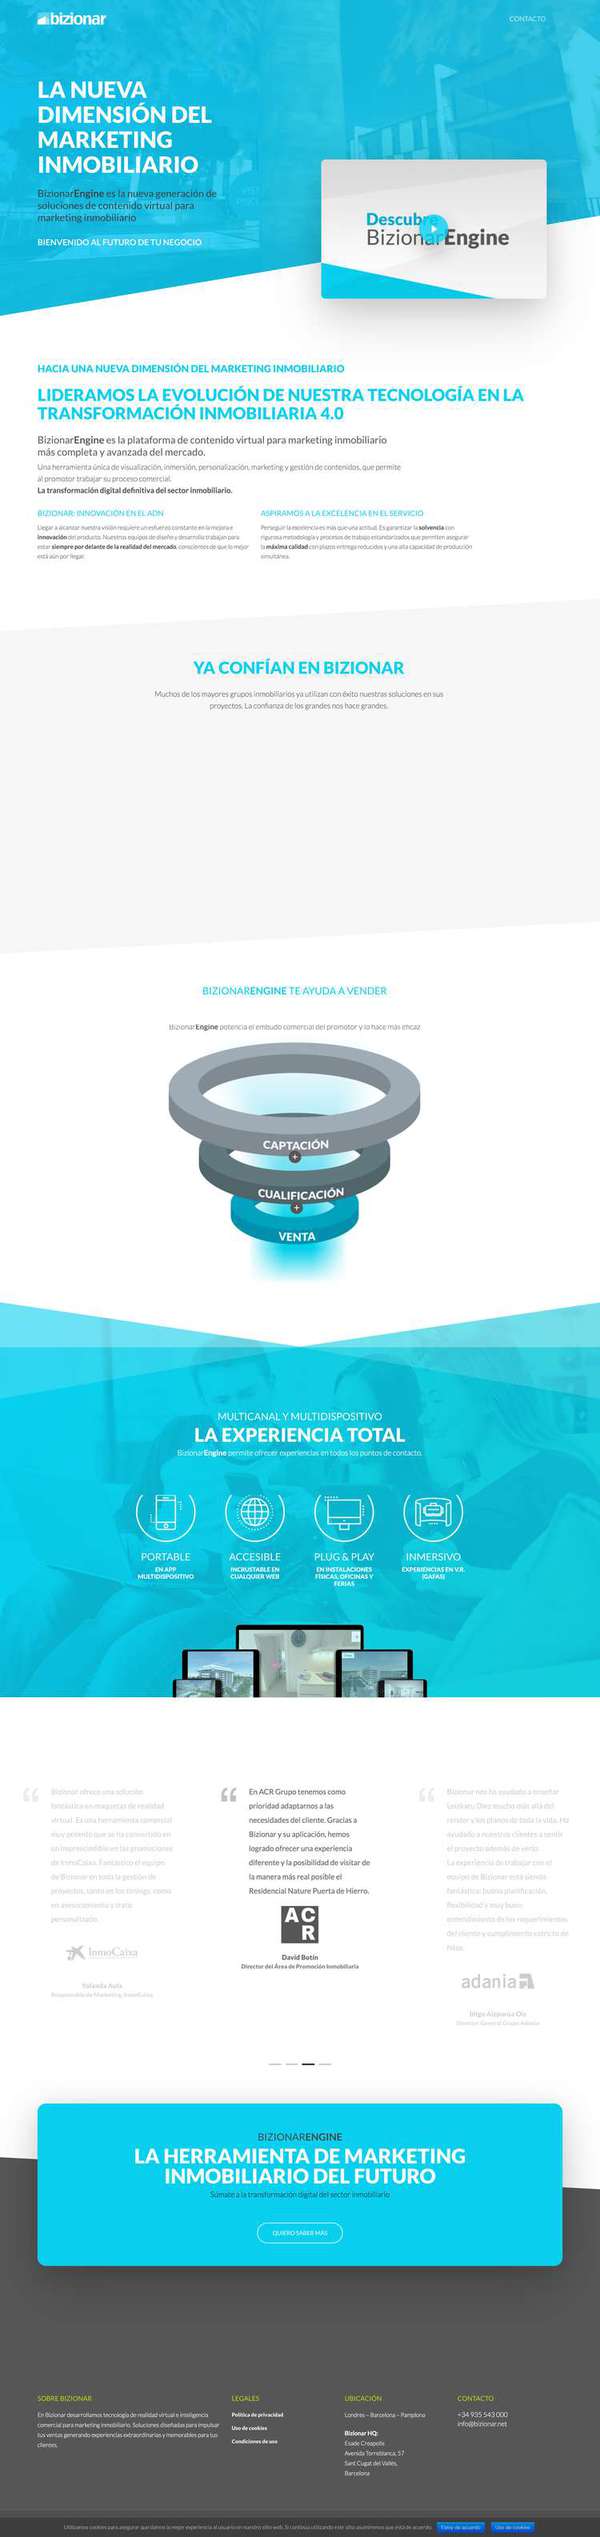 bizionar
CONTACTO
LA NUEVA
DIMENSIÓN DEL
MARKETING
INMOBILIARIO
BizionarEngine es la nueva generación de
soluciones de contenido virtual para
marketing inmobiliario
BIENVENIDO AL FUTURO DE TU NEGOCIO
Descubre
BizionarEngine
HACIA UNA NUEVA DIMENSIÓN DEL MARKETING INMOBILIARIO
LIDERAMOS LA EVOLUCIÓN DE NUESTRA TECNOLOGÍA EN LA
TRANSFORMACIÓN INMOBILIARIA 4.0
BizionarEngine es la plataforma de contenido virtual para marketing inmobiliario
más completa y avanzada del mercado.
Una herramienta única de visualización, inmersión, personalización, marketing y gestión de contenidos, que permite
al promotor trabajar su proceso comercial.
La transformación digital definitiva del sector inmobiliario.
BIZIONAR: INNOVACIÓN EN EL ADN
Llegar a alcanzar nuestra visión requiere un esfuerzo constante en la mejora e
innovación del producto. Nuestros equipos de diseño y desarrollo trabajan para
estar siempre por delante de la realidad del mercado, conscientes de que lo mejor
está aún por llegar.
ASPIRAMOS A LA EXCELENCIA EN EL SERVICIO
Perseguir la excelencia es más que una actitud. Es garantizar la solvencia con
rigurosa metodología y procesos de trabajo estandarizados que permiten asegurar
la máxima calidad con plazos entrega reducidos y una alta capacidad de producción
simultánea.
YA CONFÍAN EN BIZIONAR
Muchos de los mayores grupos inmobiliarios ya utilizan con éxito nuestras soluciones en sus
proyectos. La confianza de los grandes nos hace grandes.
BIZIONARENGINE TE AYUDA A VENDER
BizionarEngine potencia el embudo comercial del promotor y lo hace más eficaz
CAPTACIÓN
CUALIFICACIÓN
VENTA
MULTICANAL Y MULTIDISPOSITIVO
LA EXPERIENCIA TOTAL
BizionarEngine permite ofrecer experiencias en todos los puntos de contacto.
PORTABLE
EN APP
MULTIDISPOSITIVO
ACCESIBLE
INCRUSTABLE EN
CUALQUIER WEB
PLUG & PLAY
EN INSTALACIONES
FÍSICAS, OFICINAS Y
FERIAS
INMERSIVO
EXPERIENCIAS EN V.R.
(GAFAS)
Bizionar ofrece una solución
fantástica en maquetas de realidad
virtual. Es una herramienta comercial
muy potente que se ha convertido en
un imprescindible en las promociones
de InmoCaixa. Fantástico el equipo
de Bizionar en toda la gestión de
proyectos, tanto en los timings, como
en asesoramiento y trato
personalizado.
InmoCaixa
Yolanda
Responsable de Marketing InmoCaixa
En ACR Grupo tenemos como
prioridad adaptarnos a las
necesidades del cliente. Gracias a
Bizionar y su aplicación, hemos
logrado ofrecer una experiencia
diferente y la posibilidad de visitar de
la manera más real posible el
Residencial Nature Puerta de Hierro.
ACR
David Botín
Director del Área de Promoción Inmobiliaria
Bizionar nos ha ayudado a enseñar
Lezkairu Diez mucho más allá del
render y los planos de toda la vida. Ha
ayudado a nuestros clientes a sentir
el proyecto además de verlo.
La experiencia de trabajar con el
equipo de Bizionar está siendo
fantástica: buena planificación,
flexibilidad y muy buen
entendimiento de los requerimientos
del cliente y cumplimiento estricto de
hitos.
adania
Director General Grupo Adania
BIZIONARENGINE
LA HERRAMIENTA DE MARKETING
INMOBILIARIO DEL FUTURO
Súmate a la transformación digital del sector inmobiliario
QUIERO SABER MÁS
SOBRE BIZIONAR
En Bizionar desarrollamos tecnología de realidad virtual e inteligencia
comercial para marketing inmobiliario. Soluciones diseñadas para impulsar
tus ventas generando experiencias extraordinarias y memorables para tus
clientes.
LEGALES
Política de privacidad
Uso de cookies
Condiciones de uso
UBICACIÓN
Londres – Barcelona – Pamplona
Bizionar HQ:
Esade Creapolis
Avenida Torreblanca, 57
Sant Cugat del Vallès,
Barcelona
CONTACTO
+34 935 543 000
info@bizionar.net
Utilizamos cookies para asegurar que damos la mejor experiencia al usuario en nuestro sitio web. Si continúa utilizando este sitio asumiremos que está de acuerdo.
Estoy de acuerdo
Uso de cookies